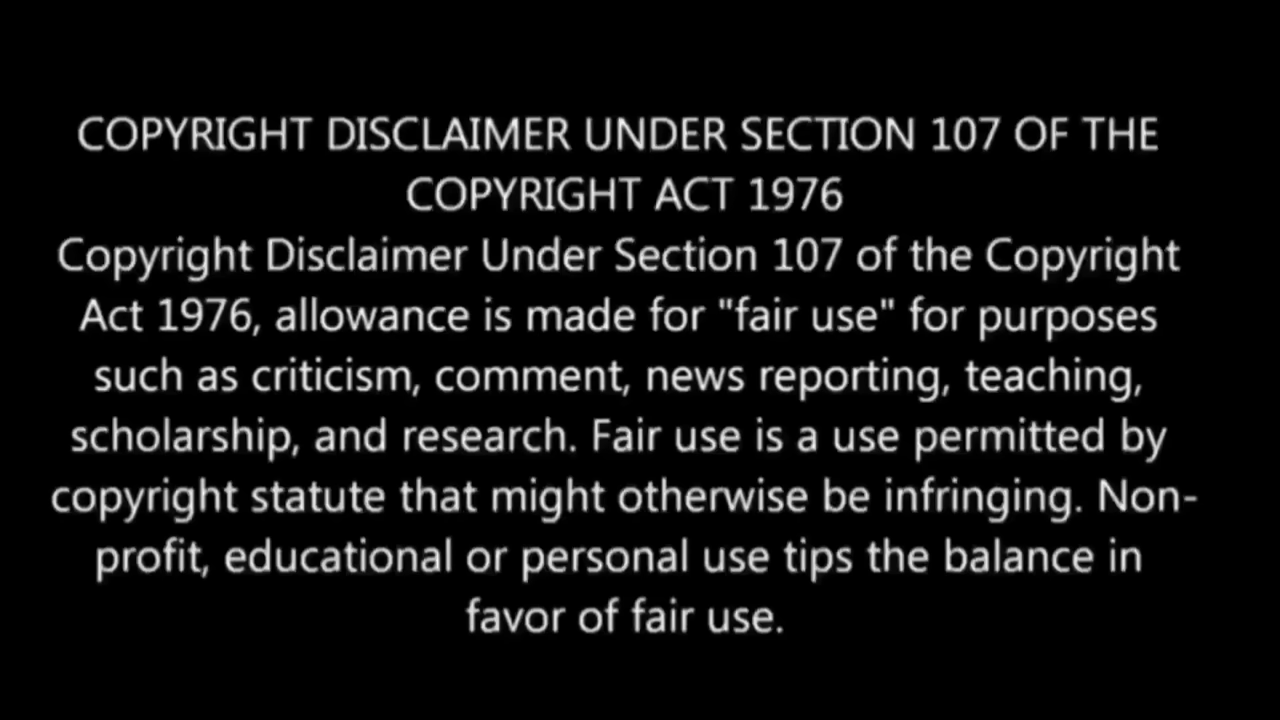 COPYRIGHT DISCLAIMER UNDER SECTION 107 OF THE
COPYRIGHT ACT 1976
Copyright Disclaimer Under Section 107 of the Copyright
Act 1976, allowance is made for "fair use" for purposes
such as criticism, comment, news reporting, teaching,
scholarship, and research. Fair use is a use permitted by
copyright statute that might otherwise be infringing. Non-
profit, educational or personal use tips the balance in
favor of fair use.